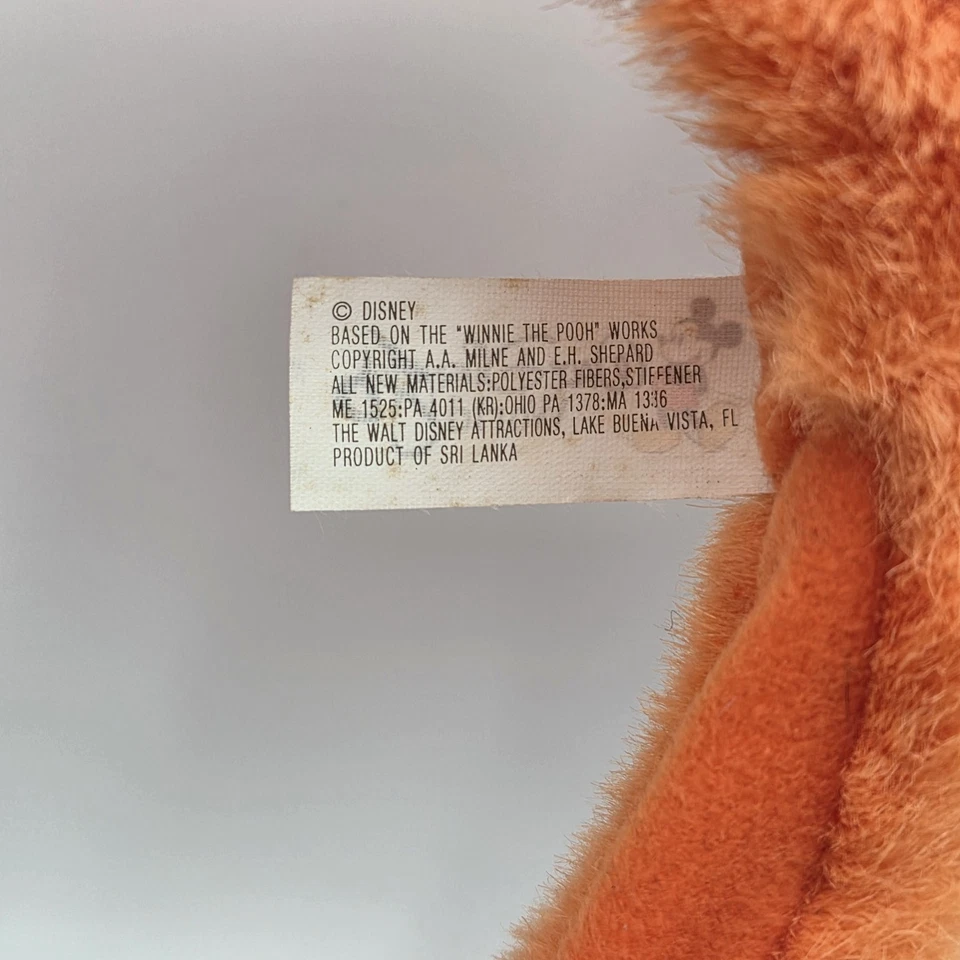 © DISNEY
BASED ON THE "WINNIE THE POOH" WORKS
COPYRIGHT A.A. MILNE AND E.H. SHEPARD
ALL NEW MATERIALS:POLYESTER FIBERS,STIFFENER
ME 1525:PA 4011 (KR):OHIO PA 1378:MA
THE WALT DISNEY ATTRACTIONS, LAKE BUENA VISTA, FL
PRODUCT OF SRI LANKA